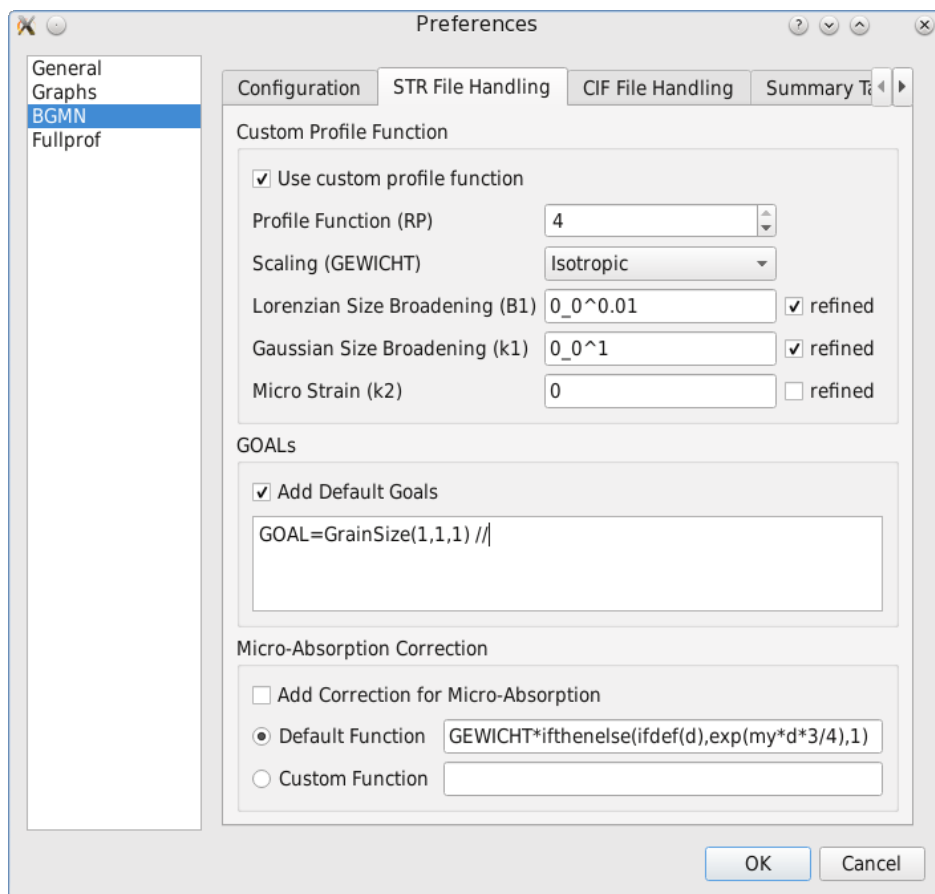 Preferences
General
Graphs
BGMN
Fullprof
Configuration STR File Handling CIF File Handling Summary Ta
Custom Profile Function
Use custom profile function
Profile Function (RP) 4
Scaling (GEWICHT) Isotropic
Lorenzian Size Broadening (B1) 0_0^0.01 refined
Gaussian Size Broadening (k1) 0_0^1 refined
Micro Strain (k2) 0 refined
GOALs
Add Default Goals
GOAL=GrainSize(1,1,1) //
Micro-Absorption Correction
Add Correction for Micro-Absorption
Default Function GEWICHT*ifthenelse(ifdef(d),exp(my*d*3/4),1)
Custom Function
OK Cancel